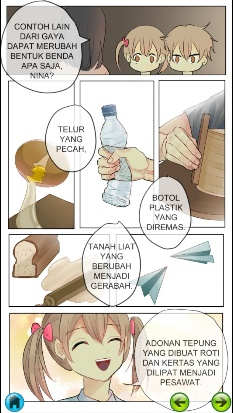 CONTOH LAIN
DARI GAYA
DAPAT MERUBAH
BENTUK BENDA
APA SAJA,
NINA?
TELUR
YANG
PECAH,
BOTOL
PLASTIK
YANG
DIREMAS.
TANAH LIAT
YANG
BERUBAH
MENJADI
GERABAH.
ADONAN TEPUNG
YANG DIBUAT ROTI
DAN KERTAS YANG
DILIPAT MENJADI
PESAWAT.